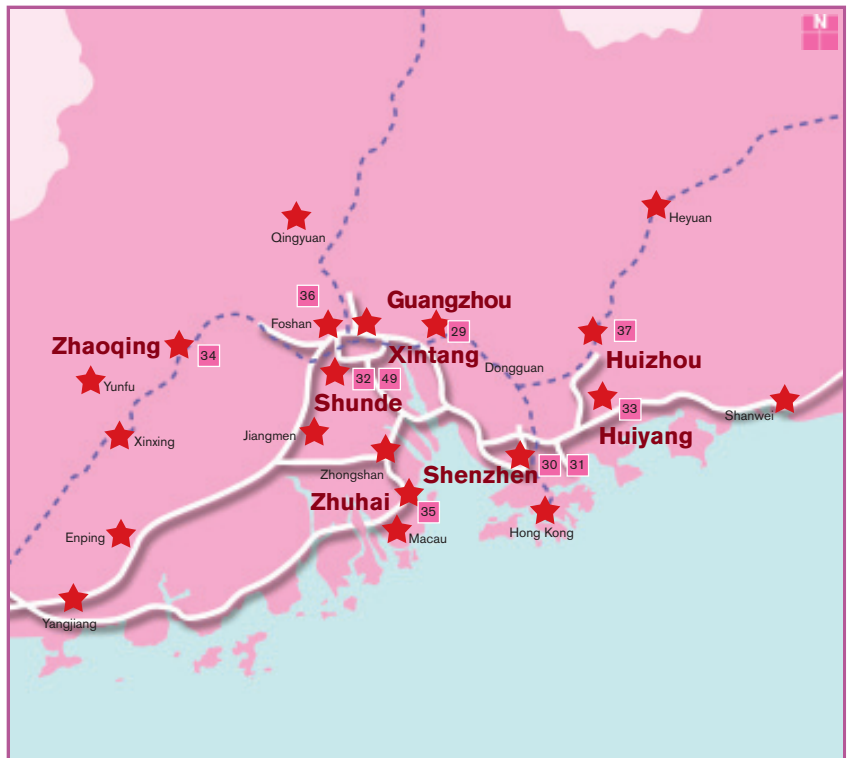 N
Heyuan
Qingyuan
36
Guangzhou
Foshan
29
37
Zhaoqing
34
Xintang
Huizhou
Dongguan
Yunfu
32 49
Shunde
33
Shanwei
Xinxing
Jiangmen
Huiyang
Zhongshan
Shenzhen
30 31
Zhuhai
35
Enping
Macau
Hong Kong
Yangjiang